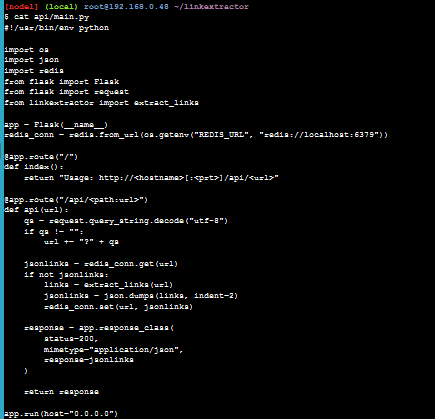 [node1] (local) root@192.168.0.48 ~/linkextractor
$ cat api/main.py
#!/usr/bin/env python

import os
import json
import redis
from flask import Flask
from flask import request
from linkextractor import extract_links

app = Flask(__name__)
redis_conn = redis.from_url(os.getenv("REDIS_URL", "redis://localhost:6379"))

@app.route("/")
def index():
    return "Usage: http://<hostname>[:<prt>]/api/<url>"

@app.route("/api/<path:url>")
def api(url):
    qs = request.query_string.decode("utf-8")
    if qs != "":
        url += "?" + qs

    jsonlinks = redis_conn.get(url)
    if not jsonlinks:
        links = extract_links(url)
        jsonlinks = json.dumps(links, indent=2)
        redis_conn.set(url, jsonlinks)

    response = app.response_class(
        status=200,
        mimetype="application/json",
        response=jsonlinks
    )

    return response

app.run(host="0.0.0.0")